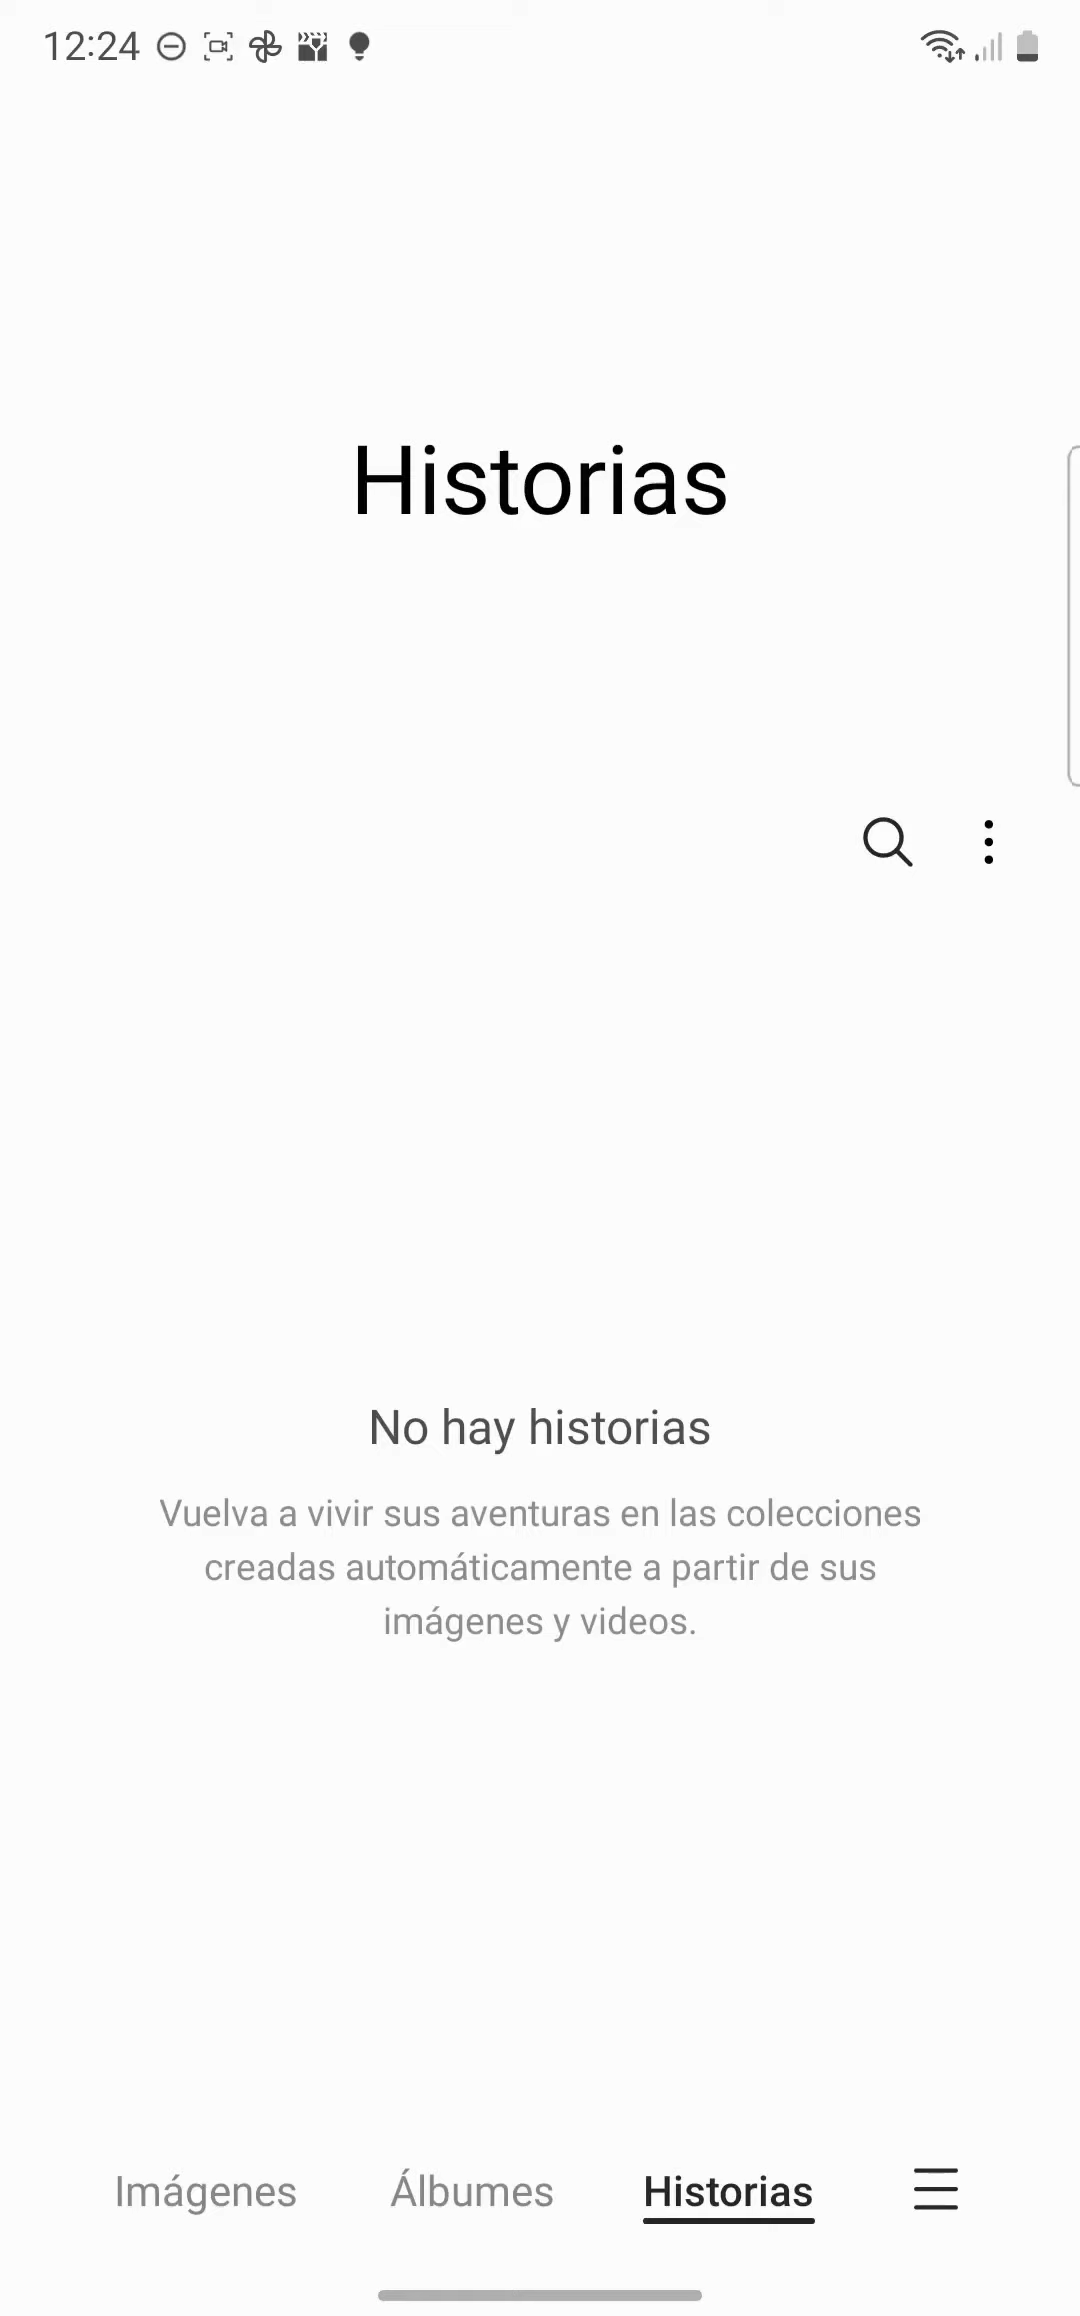 12:24
Historias
No hay historias
Vuelva a vivir sus aventuras en las colecciones
creadas automáticamente a partir de sus
imágenes y videos.
Imágenes Álbumes Historias